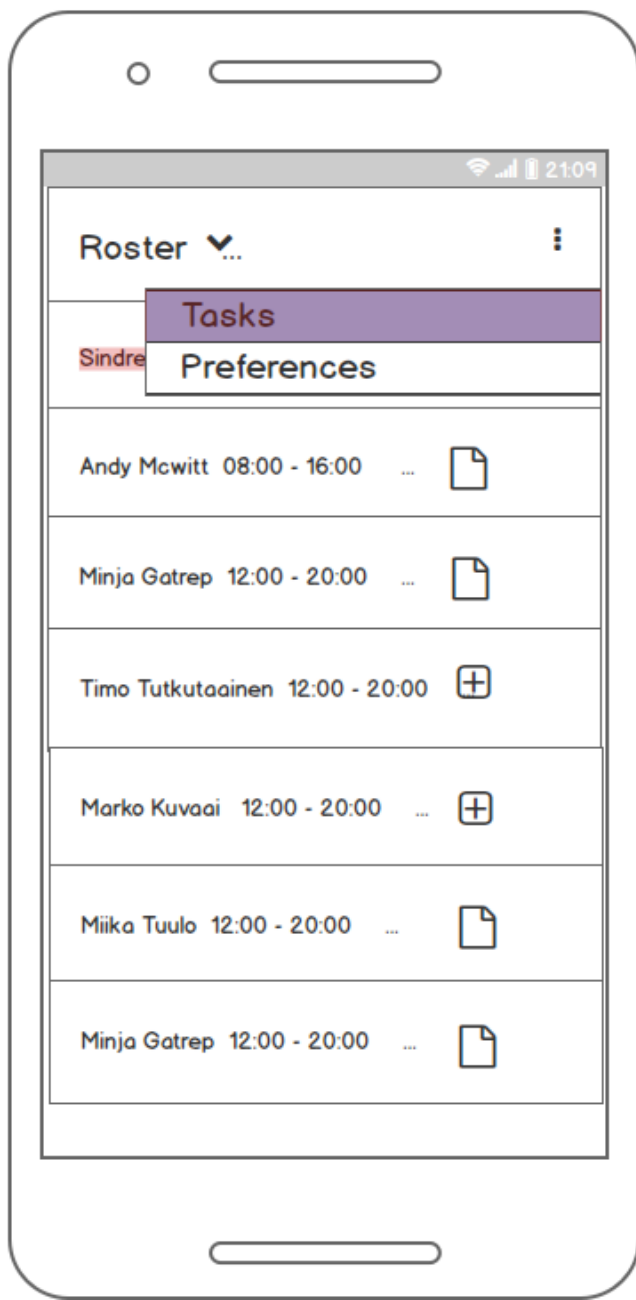 21:09
Roster ...
Tasks
Sindre
Preferences
Andy Mcwitt 08:00 - 16:00 ...
Minja Gatrep 12:00 - 20:00 ...
Timo Tutkutaainen 12:00 - 20:00
Marko Kuvaai 12:00 - 20:00 ...
Miika Tuulo 12:00 - 20:00 ...
Minja Gatrep 12:00 - 20:00 ...